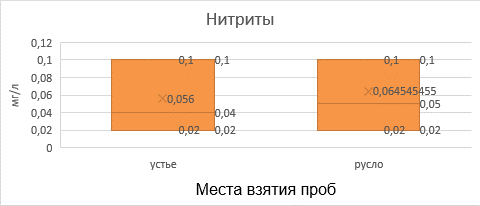 Нитриты
0,12
0,1 0,1 0,1 0,1 0,1
0,08
0,06 0,056 0,064545455
0,04 0,04 0,05
0,02 0,02 0,02 0,02 0,02
0
мг/л
устье русло
Места взятия проб